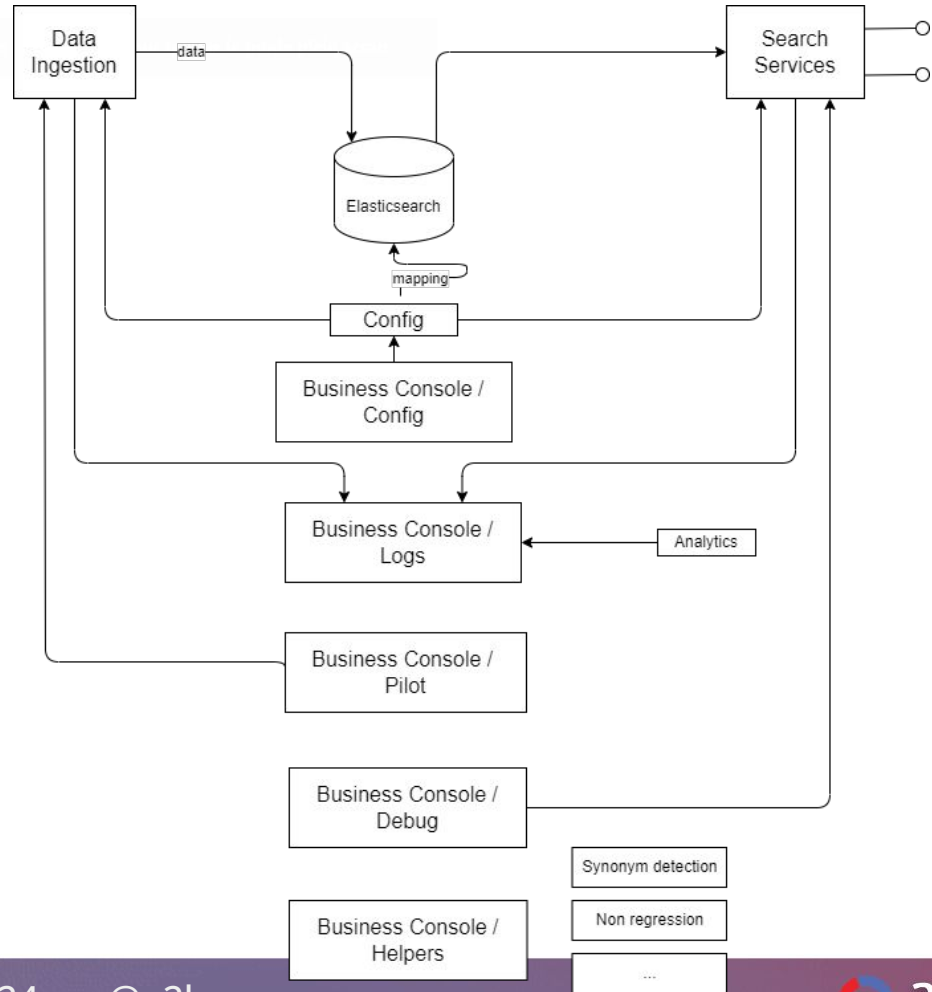 Data
Ingestion
data
Search
Services
Elasticsearch
mapping
Config
Business Console /
Config
Business Console /
Logs
Analytics
Business Console /
Pilot
Business Console /
Debug
Synonym detection
Business Console /
Helpers
Non regression
...